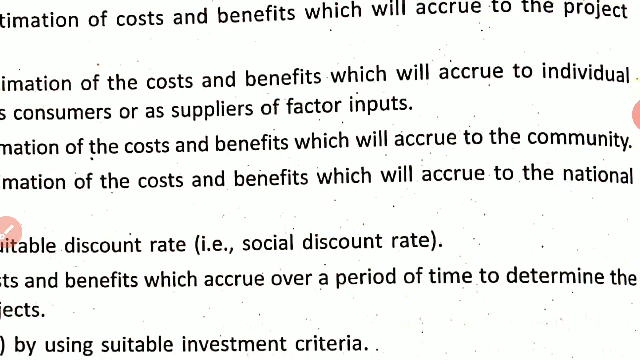 timation of costs and benefits which will accrue to the project
imation of the costs and benefits which will accrue to individual
s consumers or as suppliers of factor inputs.
mation of the costs and benefits which will accrue to the community.
mation of the costs and benefits which will accrue to the national
uitable discount rate (i.e., social discount rate).
sts and benefits which accrue over a period of time to determine the
jects.
) by using suitable investment criteria.